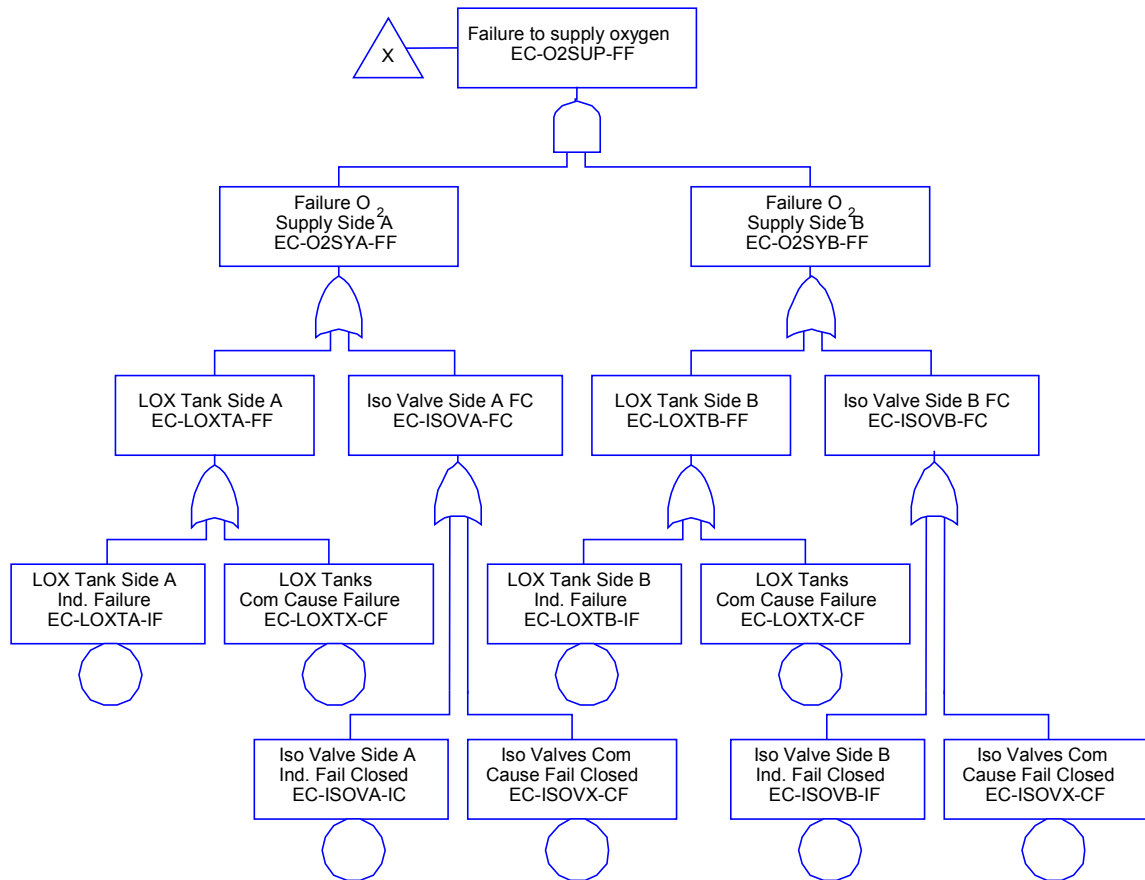 Failure to supply oxygen
EC-O2SUP-FF
X
Failure O2
Supply Side A
EC-O2SYA-FF
Failure O2
Supply Side B
EC-O2SYB-FF
LOX Tank Side A
EC-LOXTA-FF
Iso Valve Side A FC
EC-ISOVA-FC
LOX Tank Side B
EC-LOXTB-FF
Iso Valve Side B FC
EC-ISOVB-FC
LOX Tank Side A
Ind. Failure
EC-LOXTA-IF
LOX Tanks
Com Cause Failure
EC-LOXTX-CF
LOX Tank Side B
Ind. Failure
EC-LOXTB-IF
LOX Tanks
Com Cause Failure
EC-LOXTX-CF
Iso Valve Side A
Ind. Fail Closed
EC-ISOVA-IC
Iso Valves Com
Cause Fail Closed
EC-ISOVX-CF
Iso Valve Side B
Ind. Fail Closed
EC-ISOVB-IF
Iso Valves Com
Cause Fail Closed
EC-ISOVX-CF